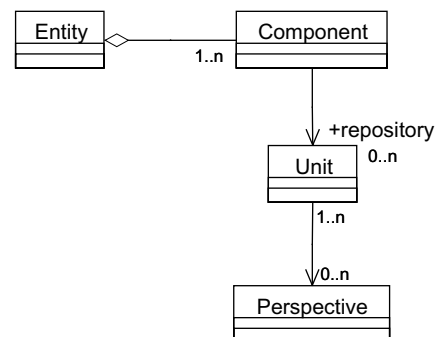 Entity
Component
1..n
+repository
0..n
Unit
1..n
0..n
Perspective